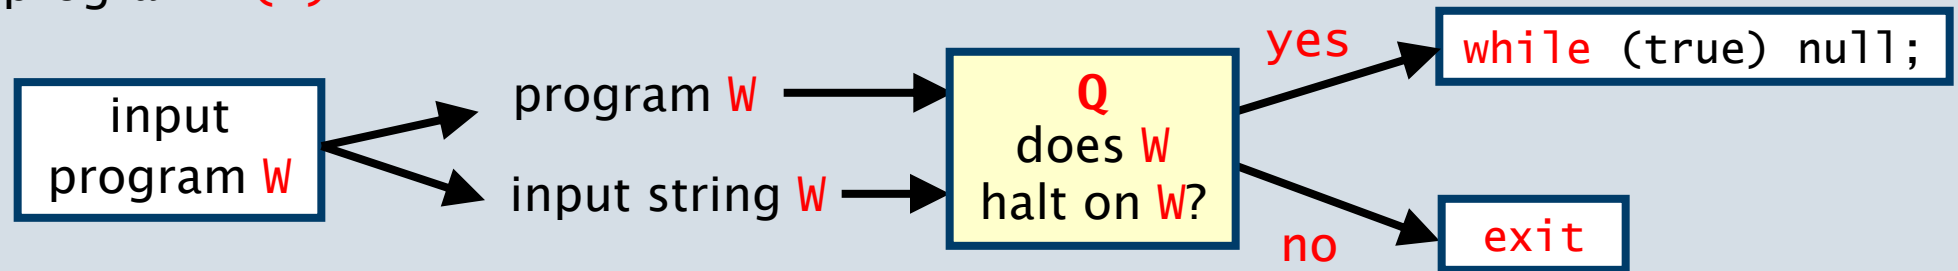 input
program W
program W
input string W
Q
does W
halt on W?
yes
while (true) null;
no
exit